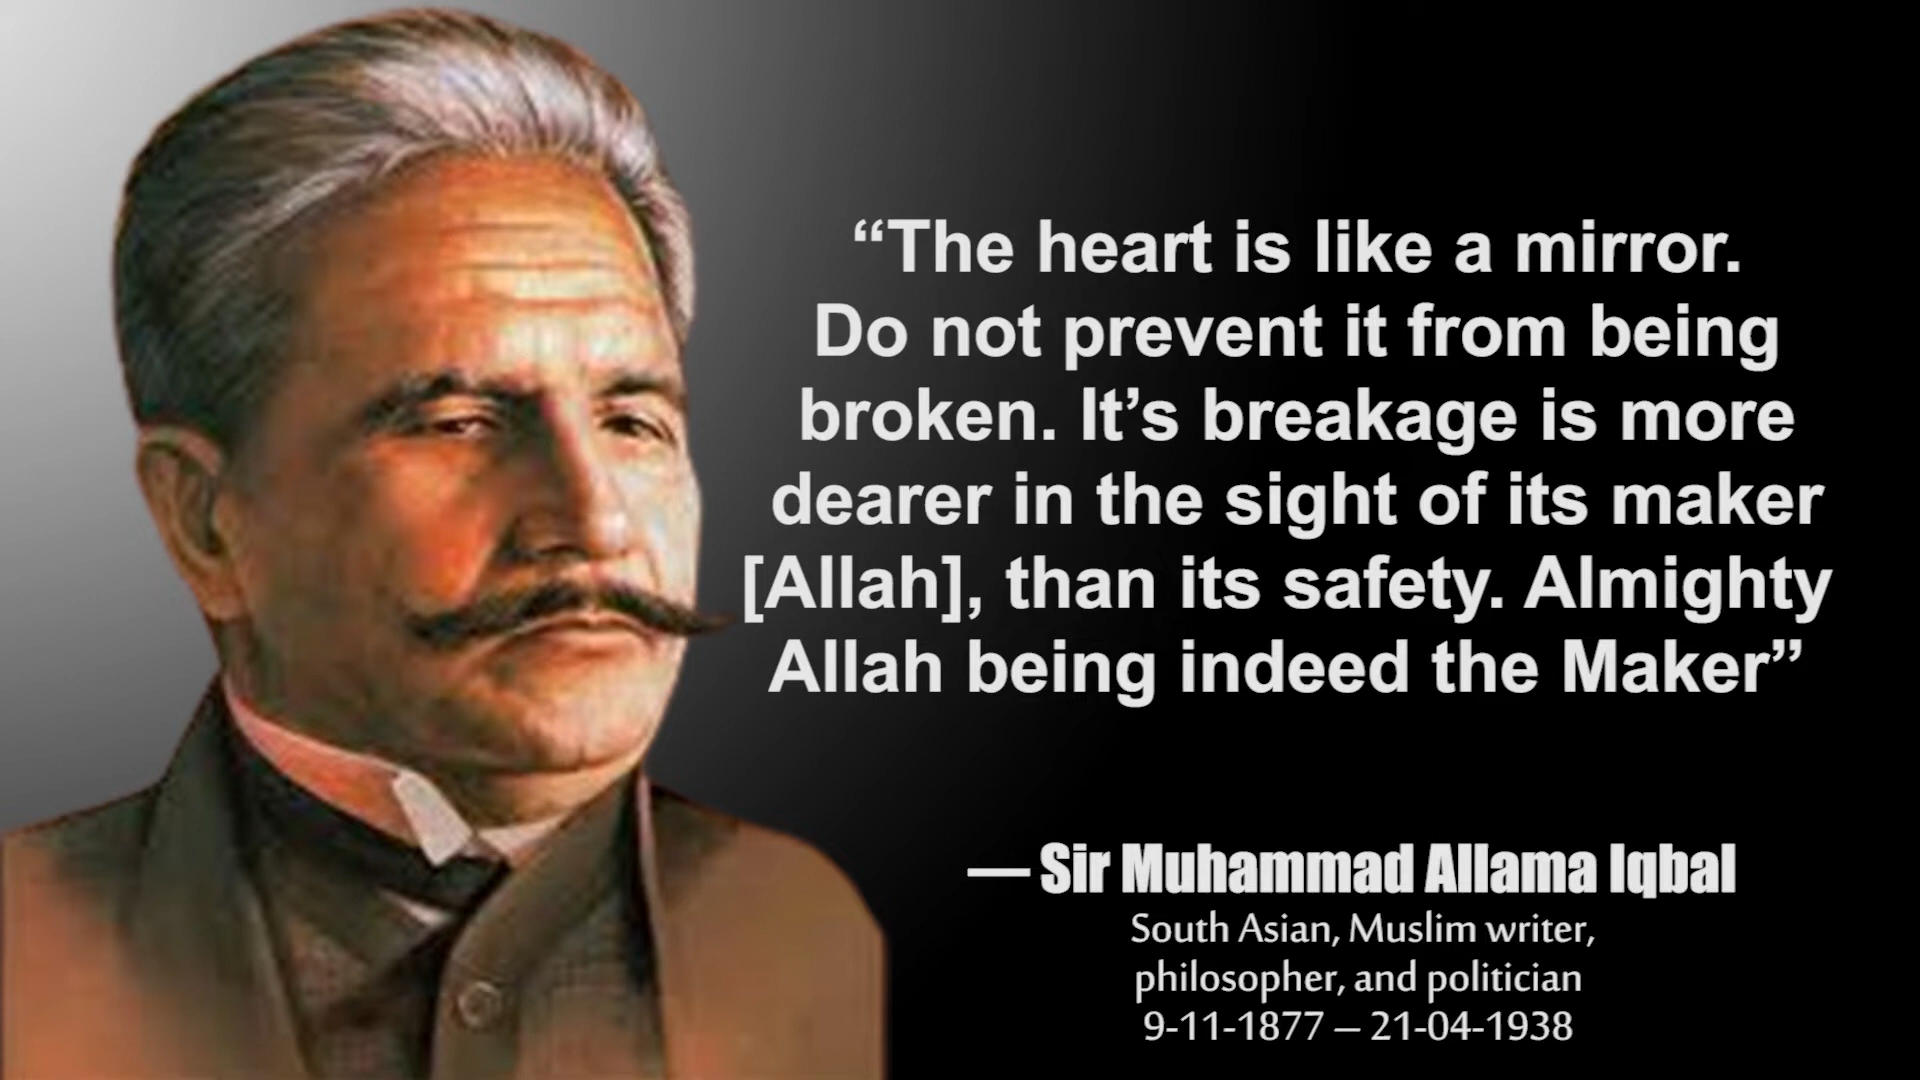 “The heart is like a mirror.
Do not prevent it from being
broken. It’s breakage is more
dearer in the sight of its maker
[Allah], than its safety. Almighty
Allah being indeed the Maker”
— Sir Muhammad Allama Iqbal
South Asian, Muslim writer,
philosopher, and politician
9-11-1877 – 21-04-1938